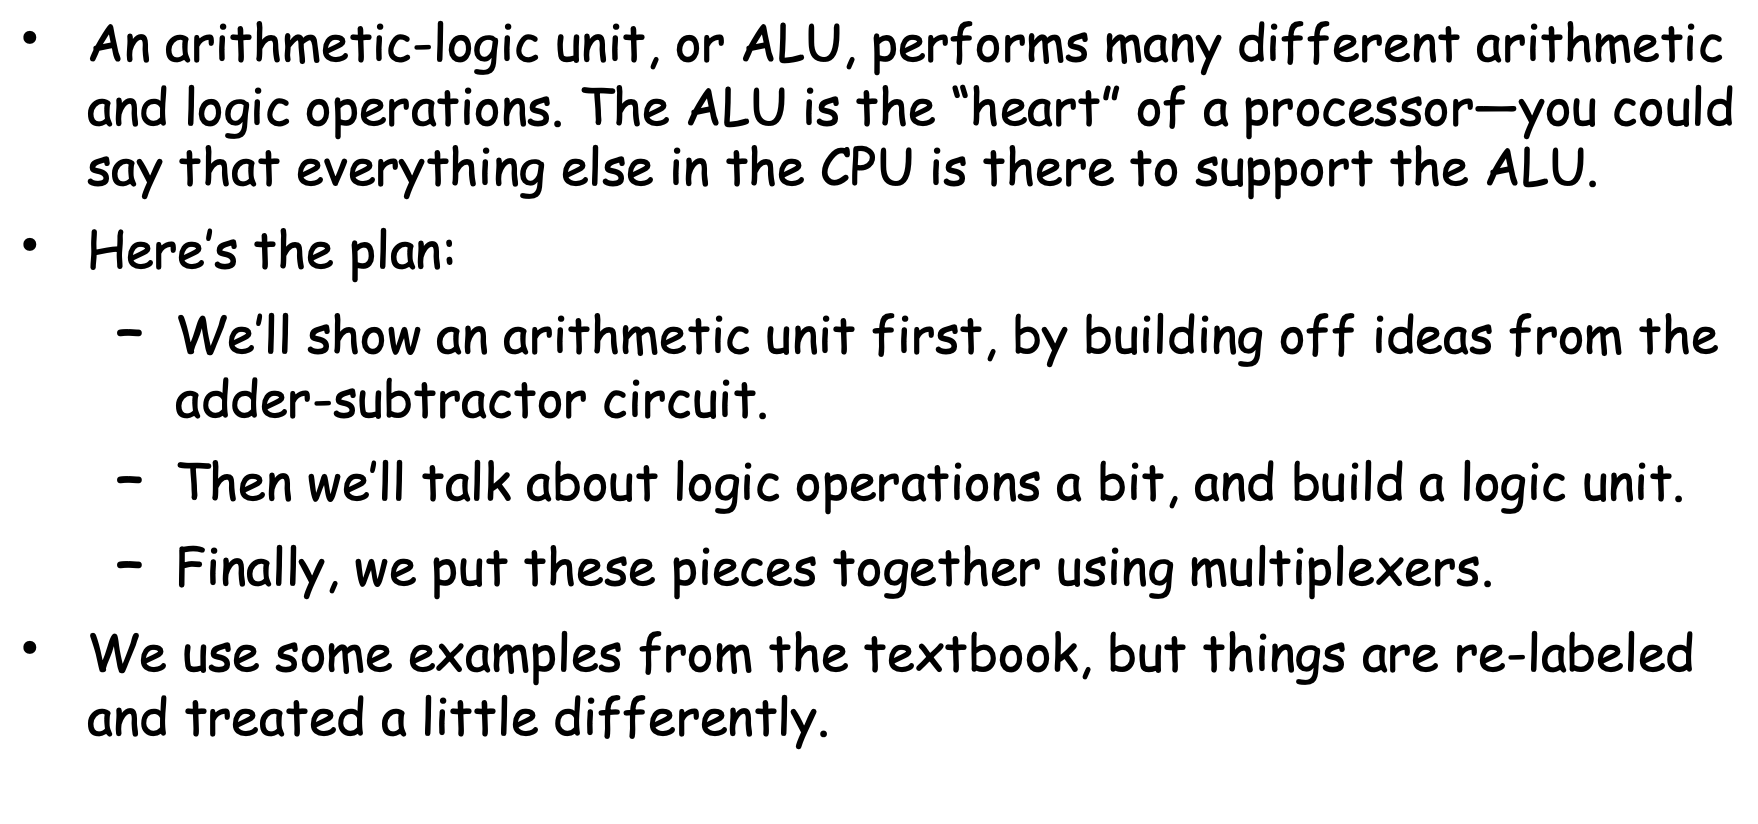 • An arithmetic-logic unit, or ALU, performs many different arithmetic
and logic operations. The ALU is the “heart” of a processor—you could
say that everything else in the CPU is there to support the ALU.
• Here’s the plan:
– We’ll show an arithmetic unit first, by building off ideas from the
adder-subtractor circuit.
– Then we’ll talk about logic operations a bit, and build a logic unit.
– Finally, we put these pieces together using multiplexers.
• We use some examples from the textbook, but things are re-labeled
and treated a little differently.